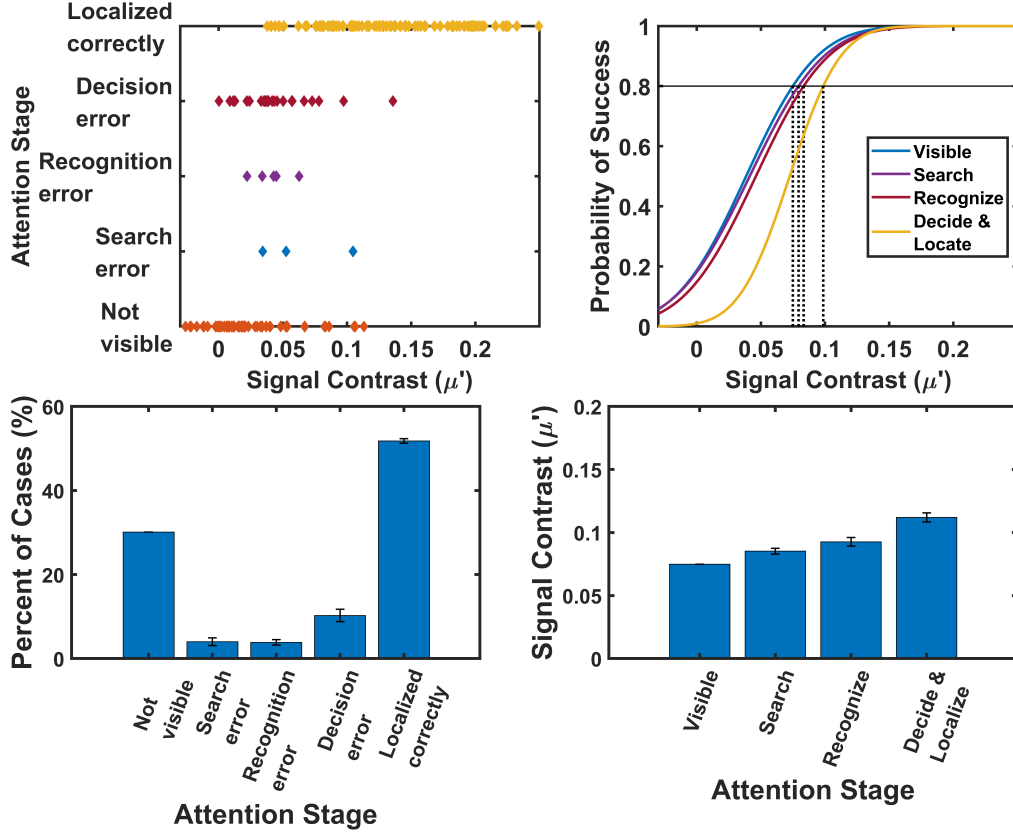 Localized
correctly
Decision
error
Recognition
error
Search
error
Not
visible
Attention Stage
0
0.05
0.1
0.15
0.2
Signal Contrast (μ')
1
0.8
0.6
0.4
0.2
0
Probability of Success
Visible
Search
Recognize
Decide &
Locate
0
0.05
0.1
0.15
0.2
Signal Contrast (μ')
60
40
20
0
Percent of Cases (%)
Not
visible
Search
error
Recognition
error
Decision
error
Localized
correctly
Attention Stage
0.2
0.15
0.1
0.05
0
Signal Contrast (μ')
Visible
Search
Recognize
Decide &
Localize
Attention Stage